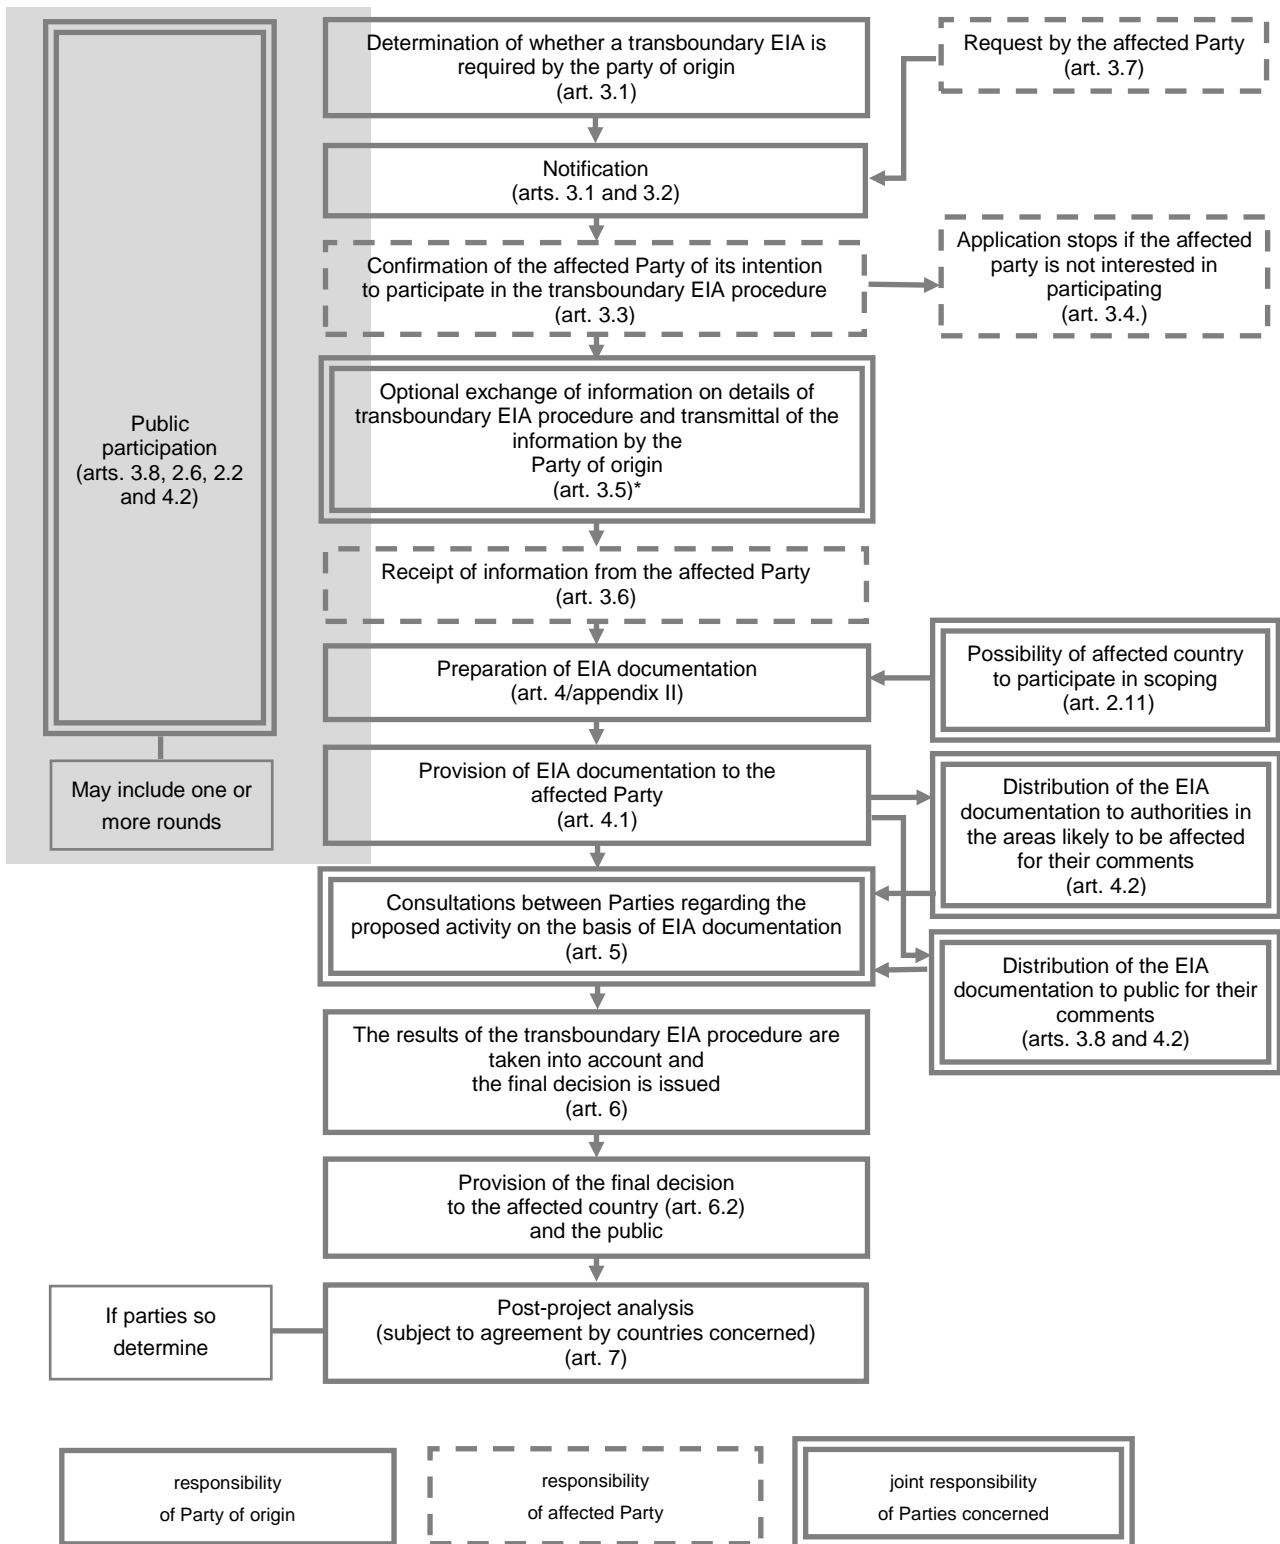 Determination of whether a transboundary EIA is
required by the party of origin
(art. 3.1)
Request by the affected Party
(art. 3.7)
Notification
(arts. 3.1 and 3.2)
Confirmation of the affected Party of its intention
to participate in the transboundary EIA procedure
(art. 3.3)
Application stops if the affected
party is not interested in
participating
(art. 3.4.)
Public
participation
(arts. 3.8, 2.6, 2.2
and 4.2)
Optional exchange of information on details of
transboundary EIA procedure and transmittal of the
information by the
Party of origin
(art. 3.5)*
Receipt of information from the affected Party
(art. 3.6)
Preparation of EIA documentation
(art. 4/appendix II)
Possibility of affected country
to participate in scoping
(art. 2.11)
May include one or
more rounds
Provision of EIA documentation to the
affected Party
(art. 4.1)
Distribution of the EIA
documentation to authorities in
the areas likely to be affected
for their comments
(art. 4.2)
Consultations between Parties regarding the
proposed activity on the basis of EIA documentation
(art. 5)
Distribution of the EIA
documentation to public for their
comments
(arts. 3.8 and 4.2)
The results of the transboundary EIA procedure are
taken into account and
the final decision is issued
(art. 6)
Provision of the final decision
to the affected country (art. 6.2)
and the public
If parties so
determine
Post-project analysis
(subject to agreement by countries concerned)
(art. 7)
responsibility
of Party of origin
responsibility
of affected Party
joint responsibility
of Parties concerned